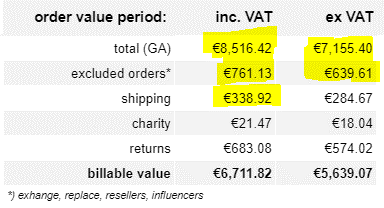 order value period: inc. VAT ex VAT
total (GA) €8,516.42 €7,155.40
excluded orders* €761.13 €639.61
shipping €338.92 €284.67
charity €21.47 €18.04
returns €683.08 €574.02
billable value €6,711.82 €5,639.07
*) exhange, replace, resellers, influencers